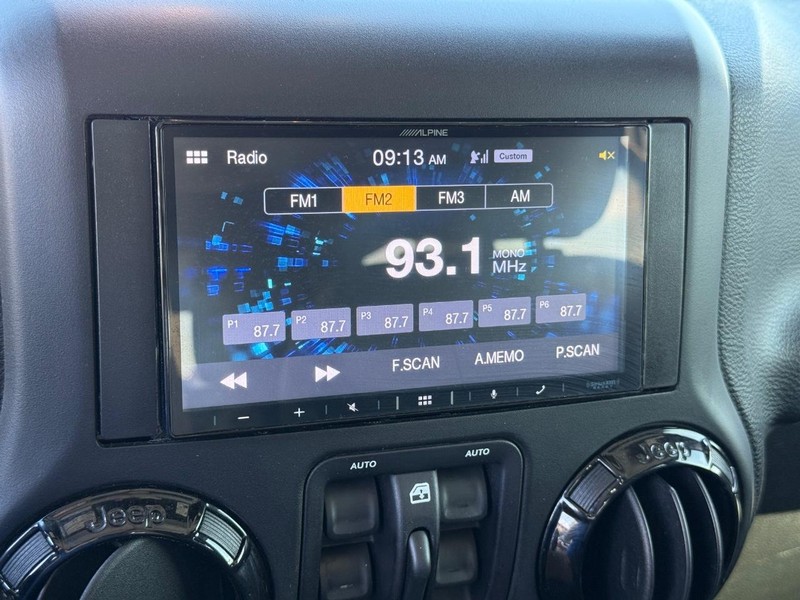 ALPINE
Radio 09:13 AM Custom
FM1 FM2 FM3 AM
93.1 MONO MHz
P1 87.7 P2 87.7 P3 87.7 P4 87.7 P5 87.7 P6 87.7
F.SCAN A.MEMO P.SCAN
AUTO AUTO
Jeep Jeep